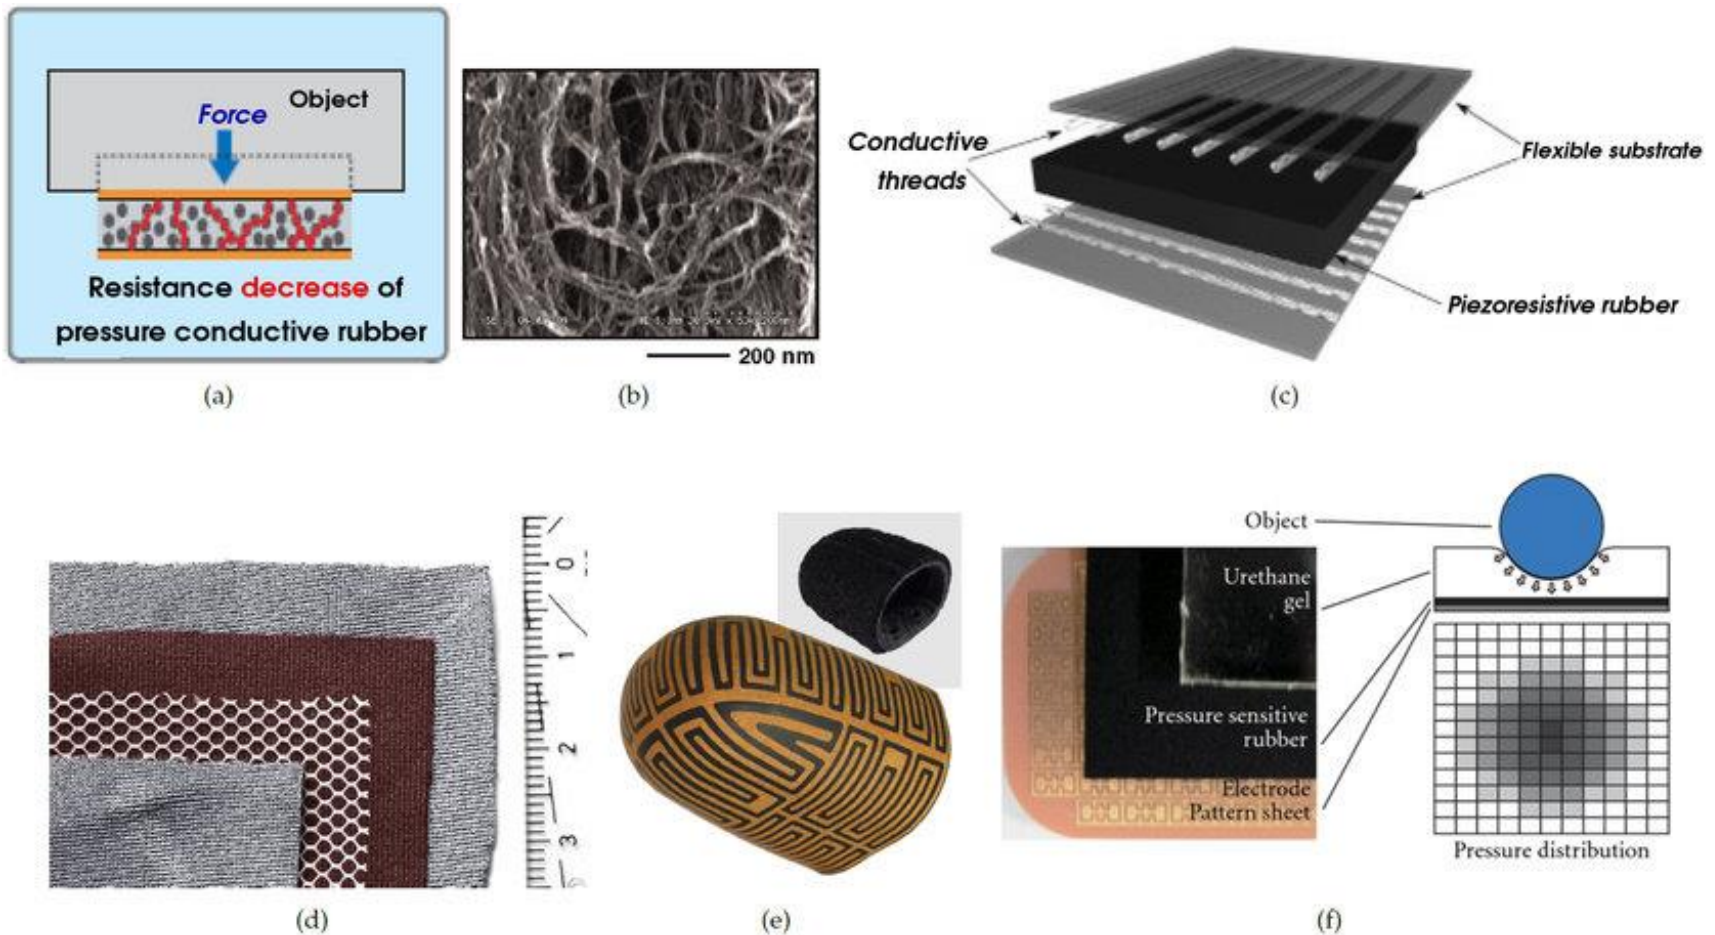 Object
Force
Resistance decrease of
pressure conductive rubber
(a)
200 nm
(b)
Conductive
threads
Flexible substrate
Piezoresistive rubber
(c)
0
1
2
3
(d)
(e)
Object
Urethane
gel
Pressure sensitive
rubber
Electrode
Pattern sheet
Pressure distribution
(f)